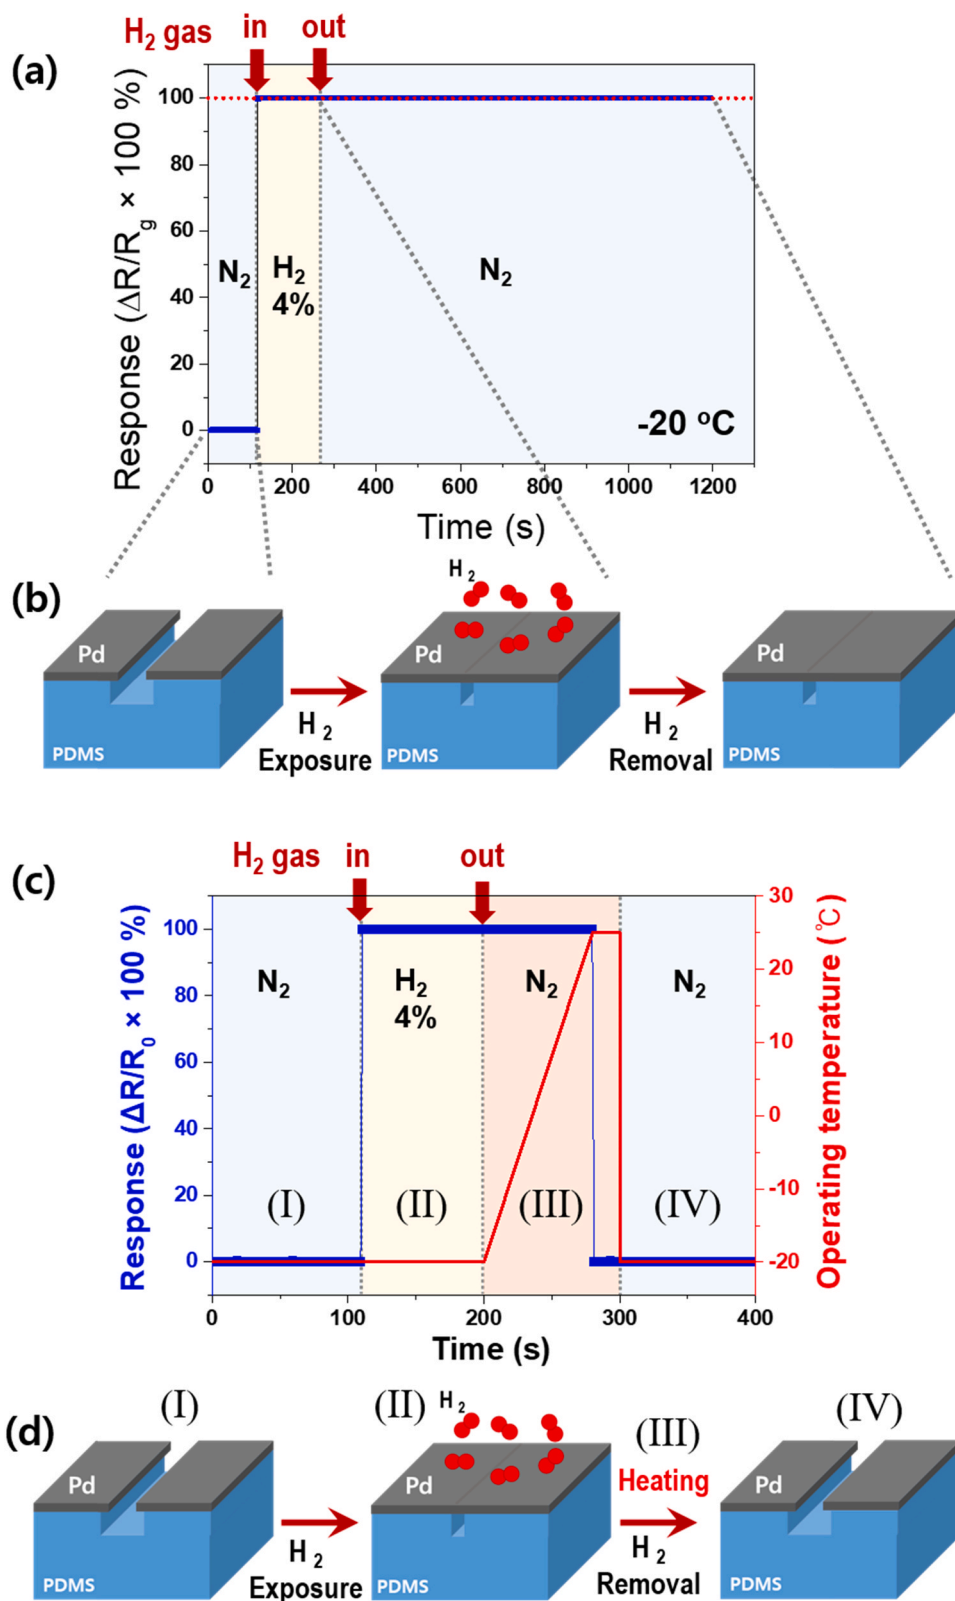 H2 gas in out
(a)
Response (ΔR/Rg × 100 %)
100
80
60
40
20
0
N2
H2
4%
N2
-20 oC
0 200 400 600 800 1000 1200
Time (s)
(b)
H2
Pd
Pd
Pd
PDMS
PDMS
PDMS
H2
Exposure
H2
Removal
(c)
H2 gas in out
Response (ΔR/R0 × 100 %)
100
80
60
40
20
0
N2
H2
4%
N2
N2
(I)
(II)
(III)
(IV)
30
20
10
0
-10
-20
Operating temperature (℃)
0 100 200 300 400
Time (s)
(d)
(I)
(II)
H2
(III)
(IV)
Heating
Pd
Pd
Pd
PDMS
PDMS
PDMS
H2
Exposure
H2
Removal